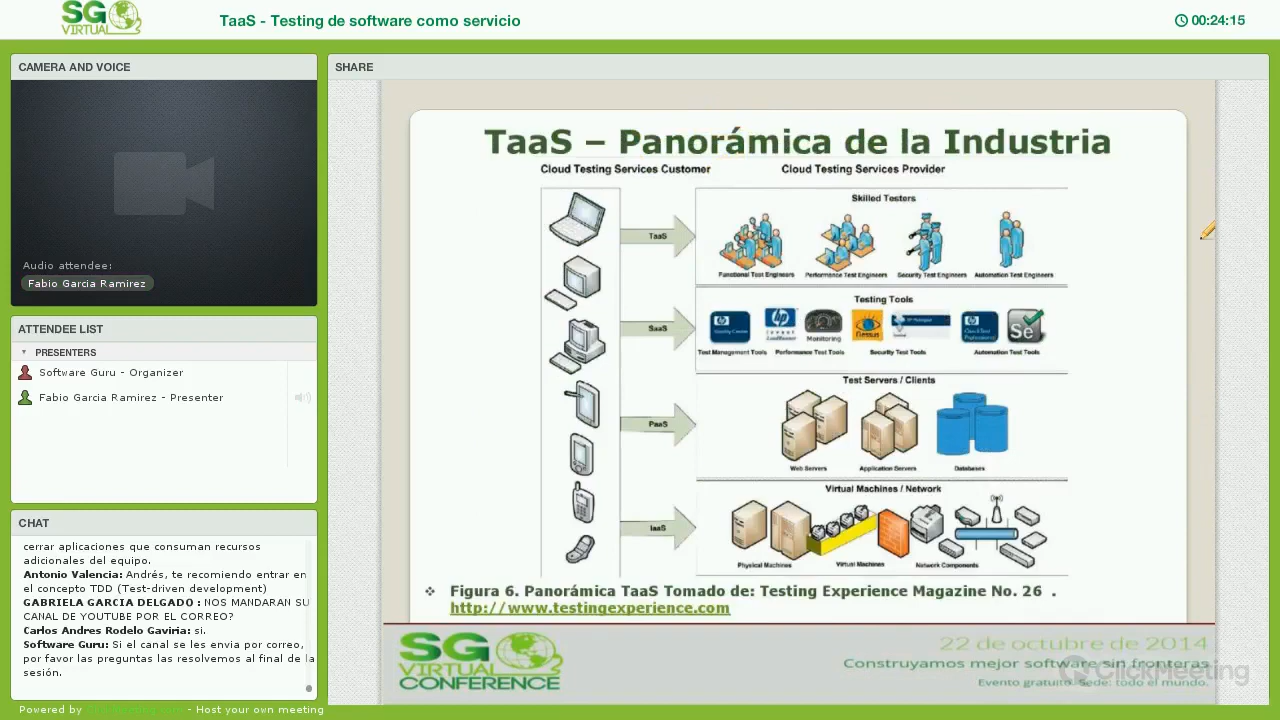 SG VIRTUAL
TaaS - Testing de software como servicio
00:24:15
CAMERA AND VOICE
Audio attendee:
Fabio Garcia Ramirez
ATTENDEE LIST
PRESENTERS
Software Guru - Organizer
Fabio Garcia Ramirez - Presenter
CHAT
cerrar aplicaciones que consuman recursos
adicionales del equipo.
Antonio Valencia: Andrés, te recomiendo entrar en
el concepto TDD (Test-driven development)
GABRIELA GARCIA DELGADO : NOS MANDARAN SU
CANAL DE YOUTUBE POR EL CORREO?
Carlos Andres Rodelo Gaviria: si.
Software Guru: Si el canal se les envia por correo,
por favor las preguntas las resolvemos al final de la
sesión.
Powered by ClickMeeting.com - Host your own meeting
SHARE
TaaS – Panorámica de la Industria
Cloud Testing Services Customer
Cloud Testing Services Provider
Skilled Testers
TaaS
Functional Test Engineers
Performance Test Engineers
Security Test Engineers
Automation Test Engineers
Testing Tools
SaaS
Monitoring
Nessus
Se
Test Management Tools
Performance Test Tools
Security Test Tools
Automation Test Tools
Test Servers / Clients
PaaS
Web Servers
Application Servers
Databases
Virtual Machines / Network
IaaS
Physical Machines
Virtual Machines
Network Components
❖ Figura 6. Panorámica TaaS Tomado de: Testing Experience Magazine No. 26 .
http://www.testingexperience.com
SG
VIRTUAL
CONFERENCE
22 de octubre de 2014
Construyamos mejor software sin fronteras
Evento gratuito. Sede: todo el mundo.
ClickMeeting